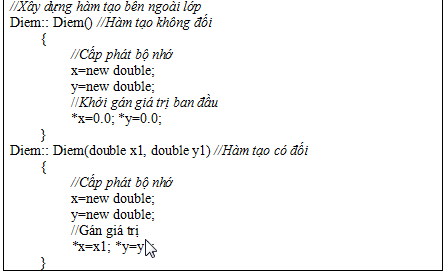 //Xây dựng hàm tạo bên ngoài lớp
Diem:: Diem() //Hàm tạo không đối
{
//Cấp phát bộ nhớ
x=new double;
y=new double;
//Khởi gán giá trị ban đầu
*x=0.0; *y=0.0;
}
Diem:: Diem(double x1, double y1) //Hàm tạo có đối
{
//Cấp phát bộ nhớ
x=new double;
y=new double;
//Gán giá trị
*x=x1; *y=y
}